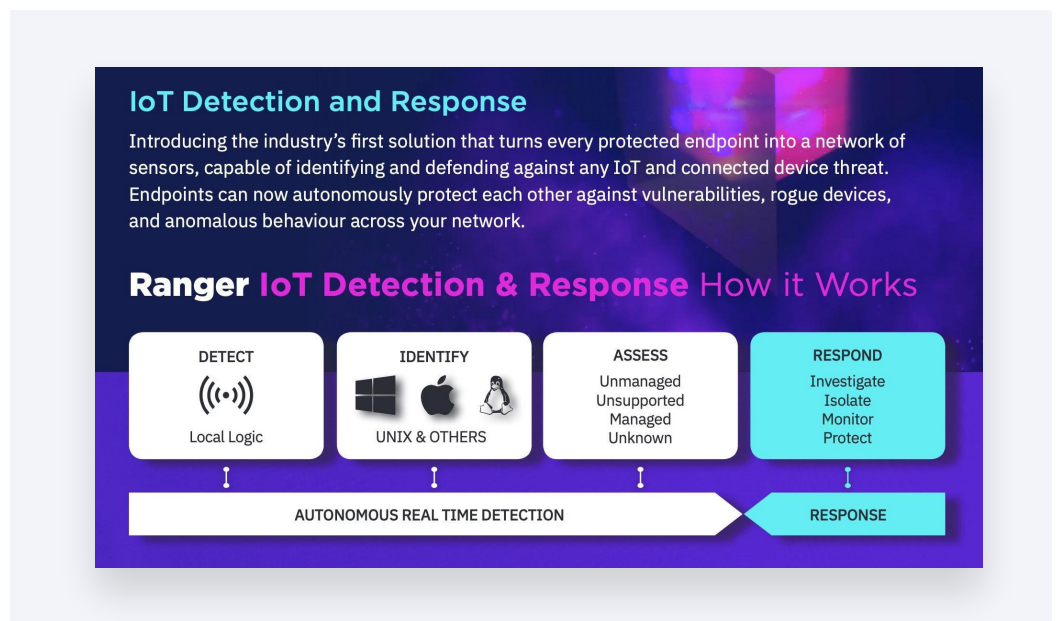 IoT Detection and Response
Introducing the industry's first solution that turns every protected endpoint into a network of
sensors, capable of identifying and defending against any IoT and connected device threat.
Endpoints can now autonomously protect each other against vulnerabilities, rogue devices,
and anomalous behaviour across your network.
Ranger IoT Detection & Response How it Works
DETECT
Local Logic
IDENTIFY
UNIX & OTHERS
ASSESS
Unmanaged
Unsupported
Managed
Unknown
RESPOND
Investigate
Isolate
Monitor
Protect
AUTONOMOUS REAL TIME DETECTION
RESPONSE